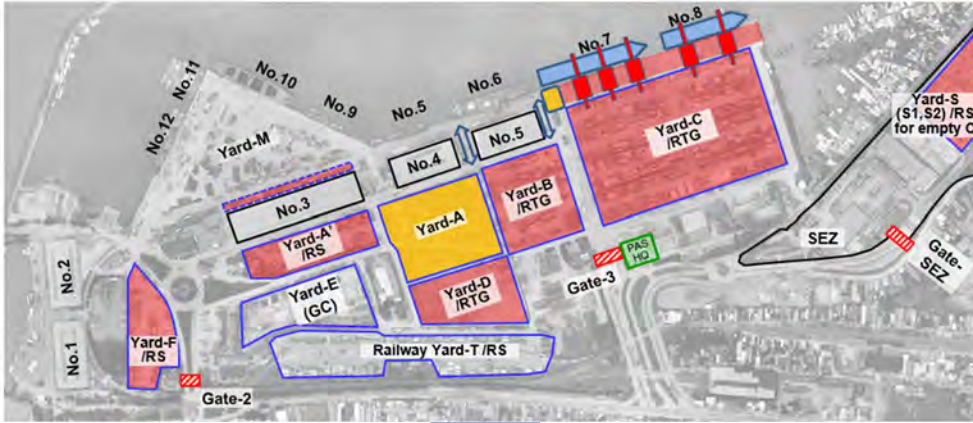 No.8
No.7
No.11
No.10
No.6
No.9
No.5
No.12
Yard-M
Yard-C
/RTG
Yard-S
(S1,S2) /RS
for empty C
No.5
No.4
Yard-B
/RTG
No.3
Yard-A
Yard-A'
/RS
SEZ
PAS
HQ
Gate-
SEZ
No.2
Gate-3
Yard-D
/RTG
Yard-E
(GC)
No.1
Yard-F
/RS
Railway Yard-T /RS
Gate-2